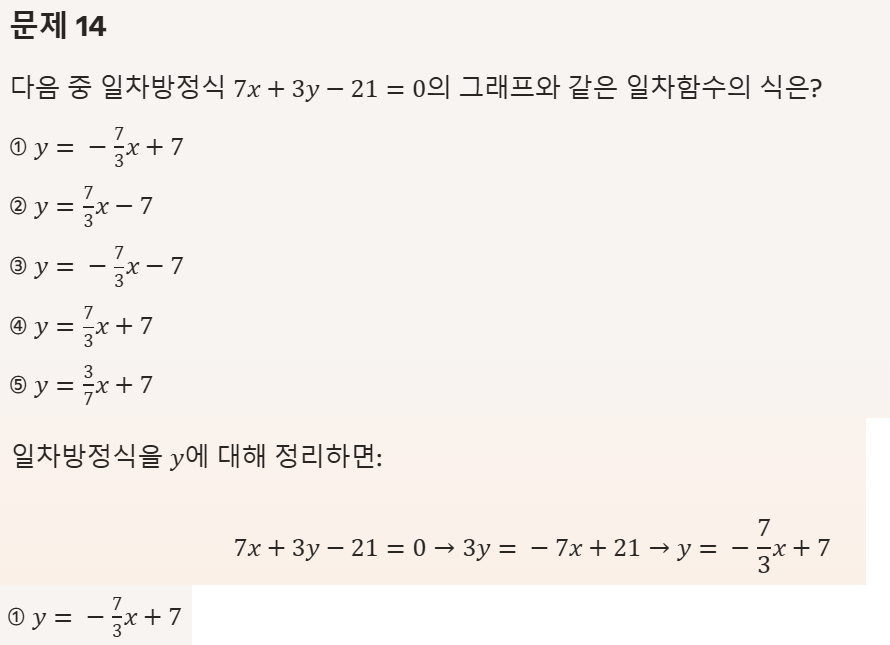 문제 14
다음 중 일차방정식 7x + 3y − 21 = 0의 그래프와 같은 일차함수의 식은?
① y = −7/3x + 7
② y = 7/3x − 7
③ y = −7/3x − 7
④ y = 7/3x + 7
⑤ y = 3/7x + 7
일차방정식을 y에 대해 정리하면:
7x + 3y − 21 = 0 → 3y = −7x + 21 → y = −7/3x + 7
① y = −7/3x + 7